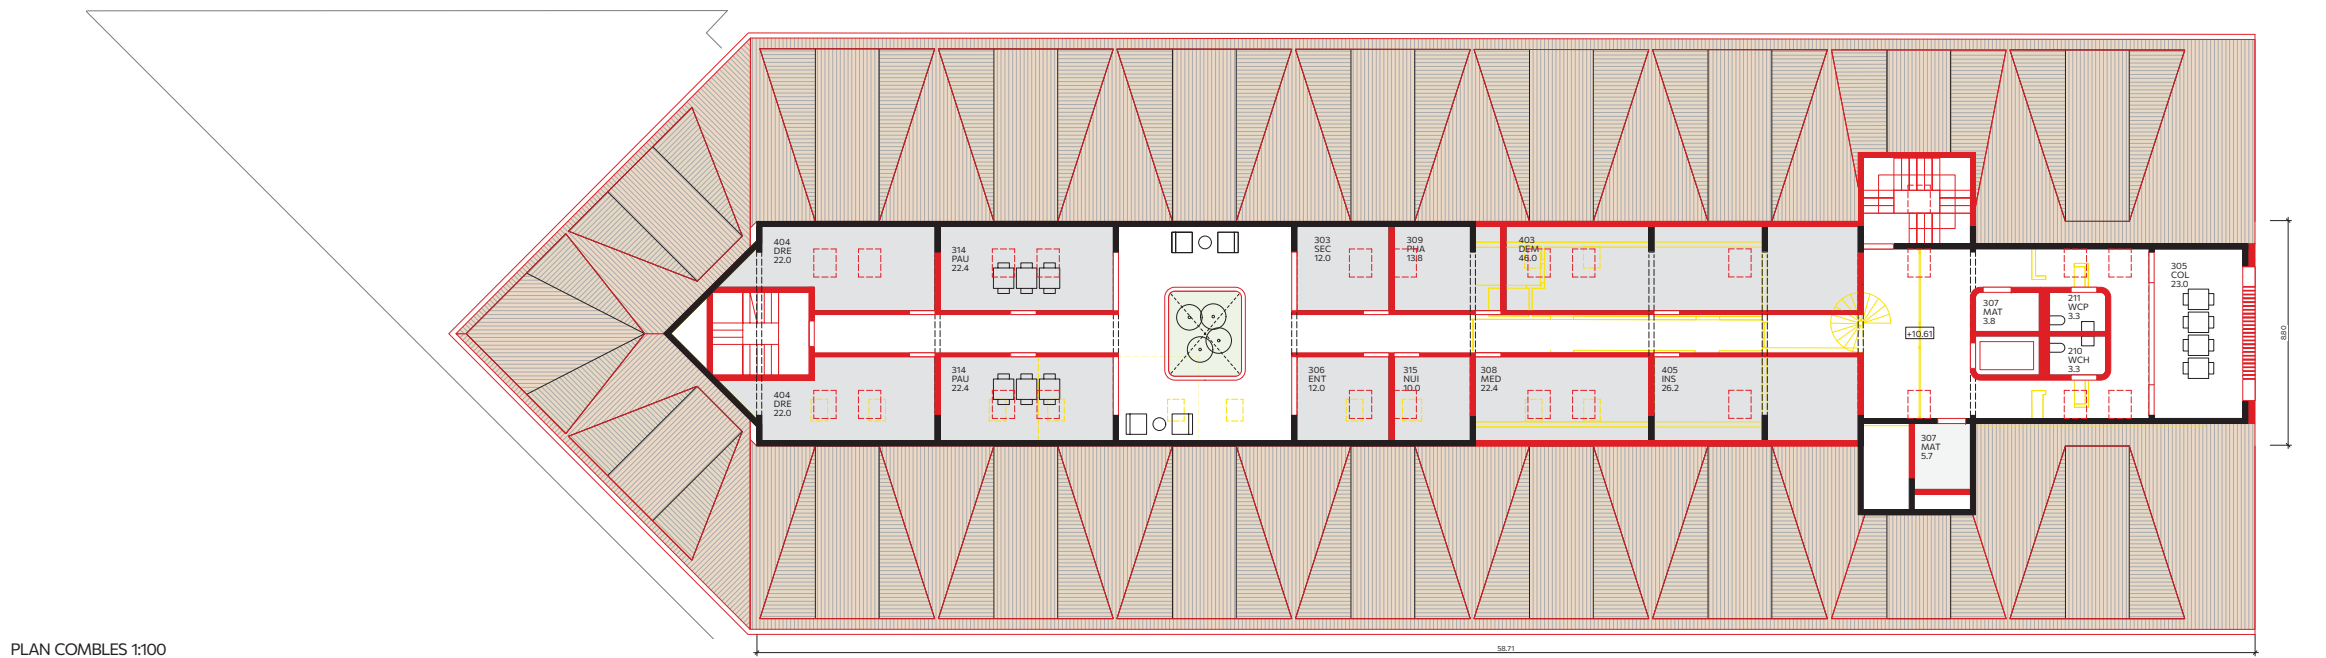 404
DRE
22.0
314
PAU
22.4
303
SEC
12.0
309
PHA
13.8
403
DEM
46.0
305
COL
23.0
307
MAT
3.8
211
WCP
3.3
+10.61
8.80
210
WCH
3.3
404
DRE
22.0
314
PAU
22.4
306
ENT
12.0
315
NUI
10.0
308
MED
22.4
405
INS
26.2
307
MAT
5.7
58.71
PLAN COMBLES 1:100